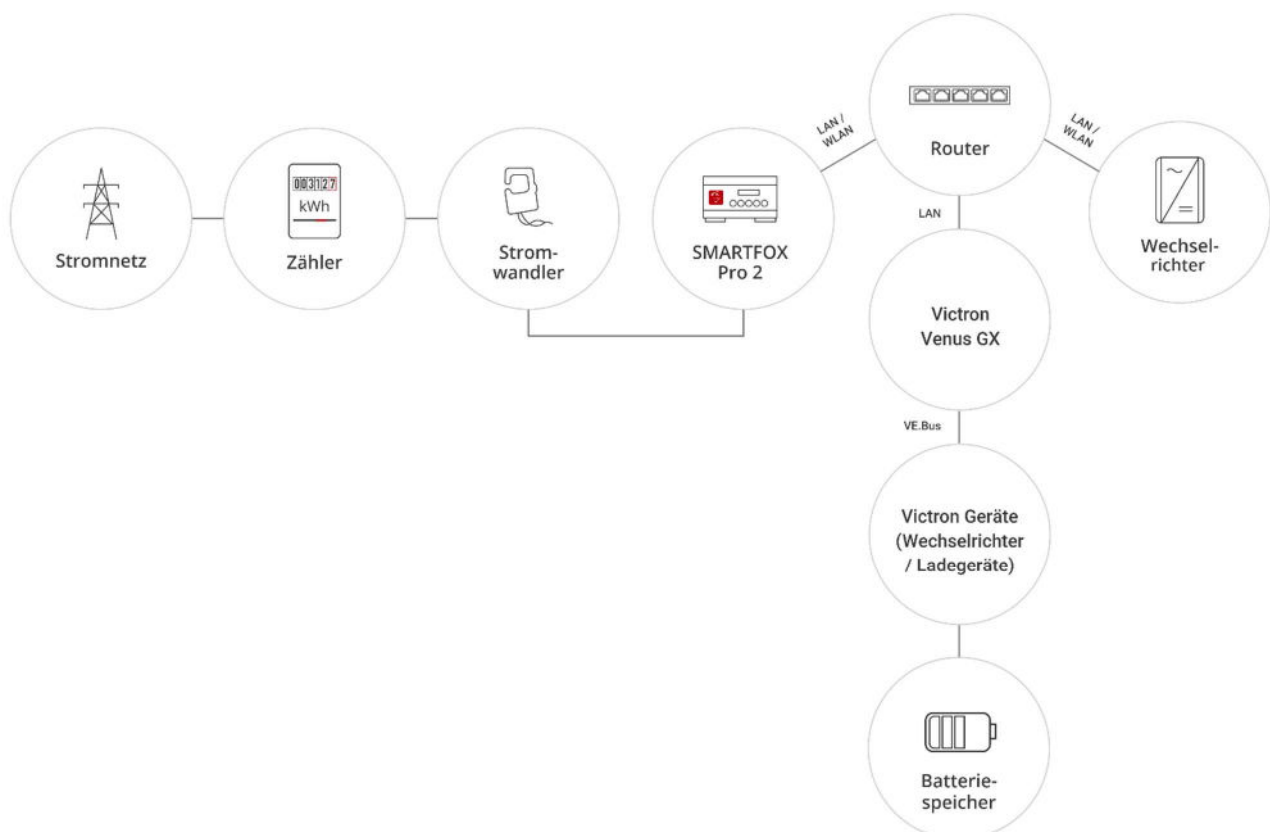 Stromnetz
003127
kWh
Zähler
Strom-
wandler
SMARTFOX
Pro 2
LAN /
WLAN
Router
LAN /
WLAN
Wechsel-
richter
LAN
Victron
Venus GX
VE.Bus
Victron Geräte
(Wechselrichter
/ Ladegeräte)
Batterie-
speicher